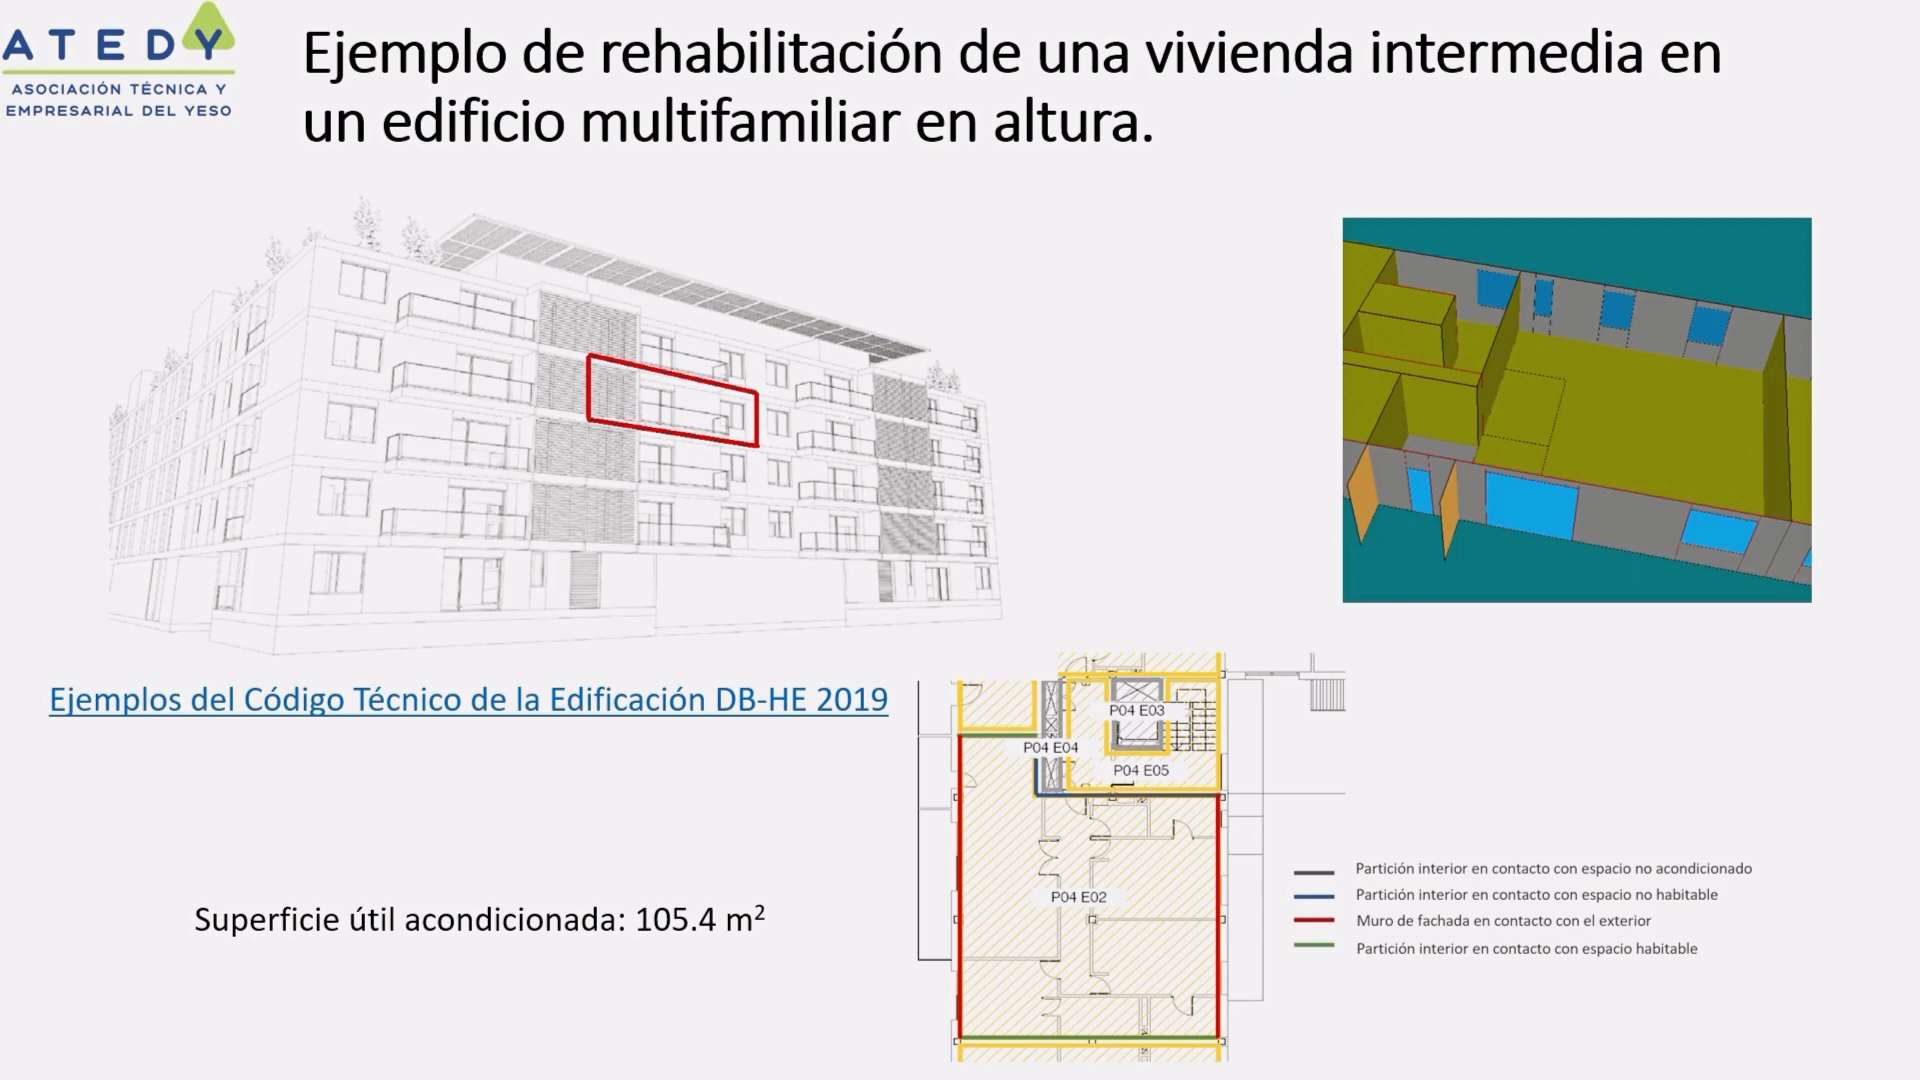 ATEDY
ASOCIACIÓN TÉCNICA Y
EMPRESARIAL DEL YESO
Ejemplo de rehabilitación de una vivienda intermedia en
un edificio multifamiliar en altura.
Ejemplos del Código Técnico de la Edificación DB-HE 2019
Superficie útil acondicionada: 105.4 m²
P04 E03
P04 E04
P04 E05
P04 E02
Partición interior en contacto con espacio no acondicionado
Partición interior en contacto con espacio no habitable
Muro de fachada en contacto con el exterior
Partición interior en contacto con espacio habitable